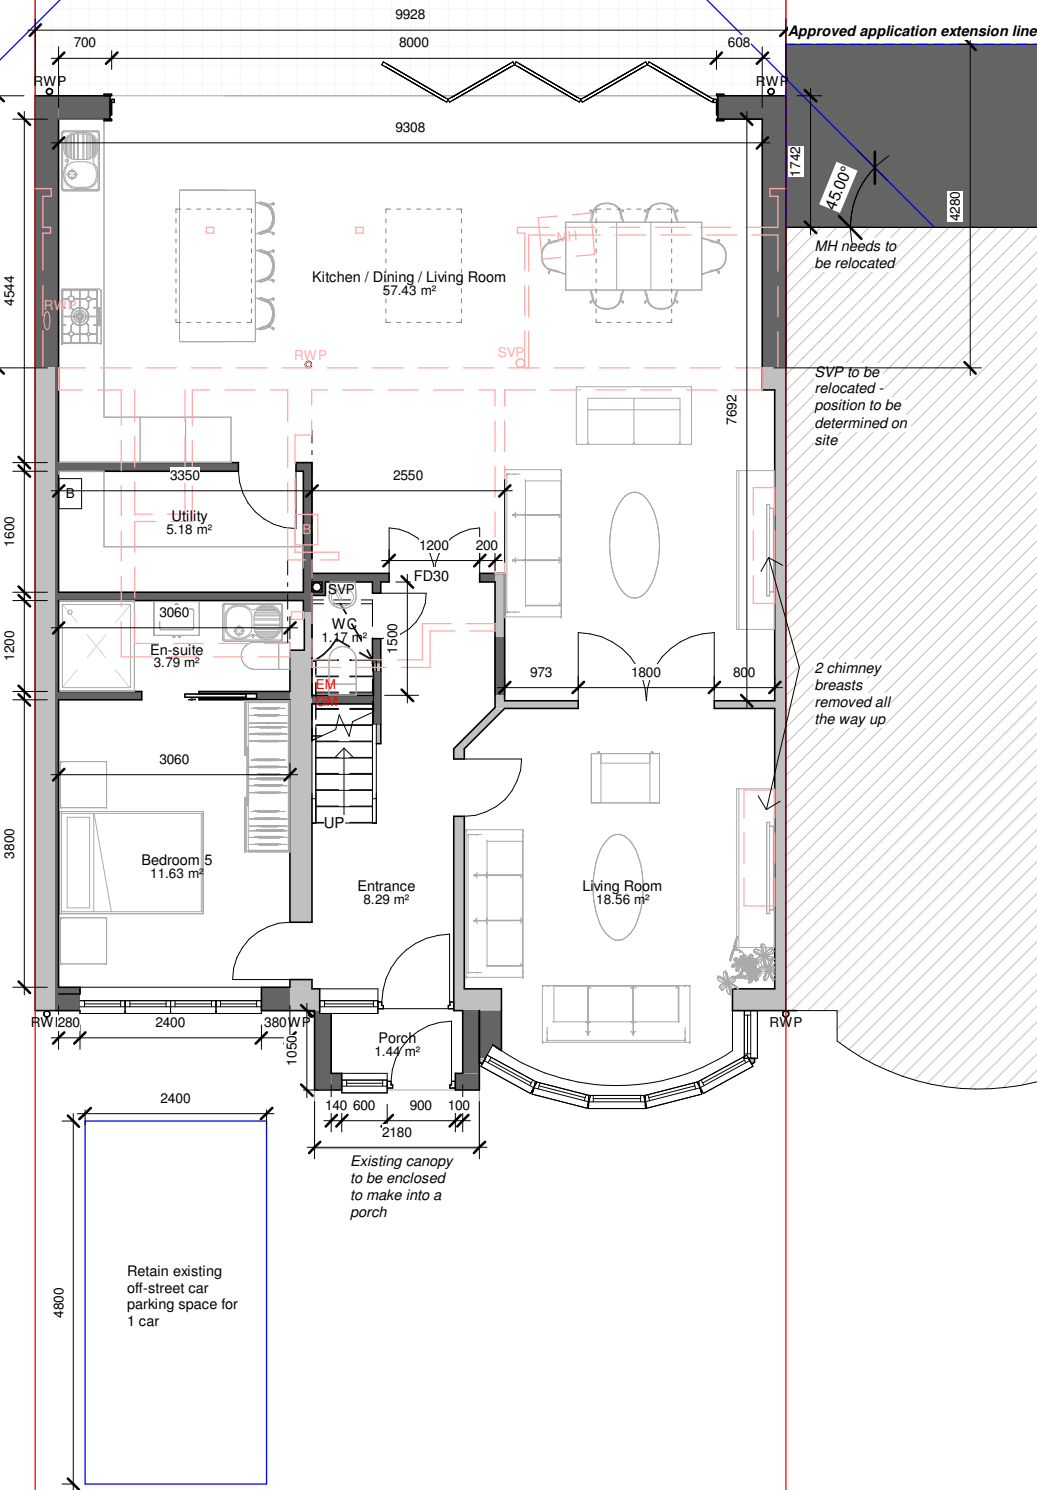 9928
Approved application extension line
700
8000
608
RWP
RWP
9308
1742
45.00°
4280
MH
MH needs to
be relocated
Kitchen / Dining / Living Room
57.43 m²
4544
RWP
RWP
SVP
SVP to be
relocated -
position to be
determined on
site
7692
3350
2550
B
Utility
5.18 m²
B
1600
1200
200
FD30
SVP
3060
WC
1.17 m²
1500
En-suite
3.79 m²
1200
EM
GM
973
1800
800
2 chimney
breasts
removed all
the way up
3060
UP
3800
Bedroom 5
11.63 m²
Entrance
8.29 m²
Living Room
18.56 m²
280
2400
380
RWP
1050
Porch
1.44 m²
2400
140
600
900
100
2180
Existing canopy
to be enclosed
to make into a
porch
Retain existing
off-street car
parking space for
1 car
4800